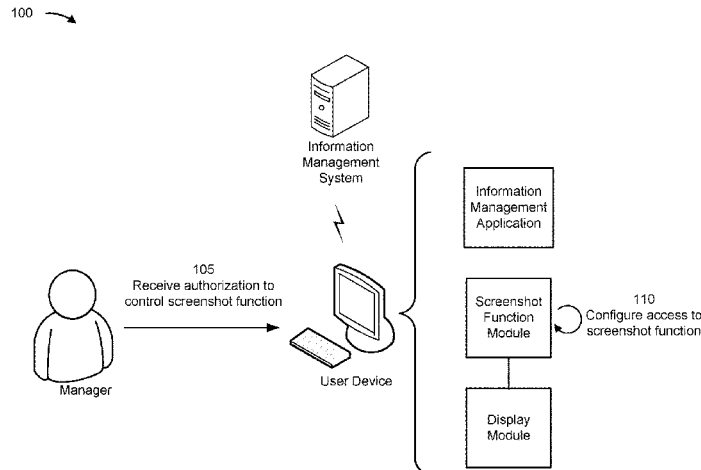 100
Information
Management
System
Information
Management
Application
105
Receive authorization to
control screenshot function
Screenshot
Function
Module
110
Configure access to
screenshot function
Manager
User Device
Display
Module